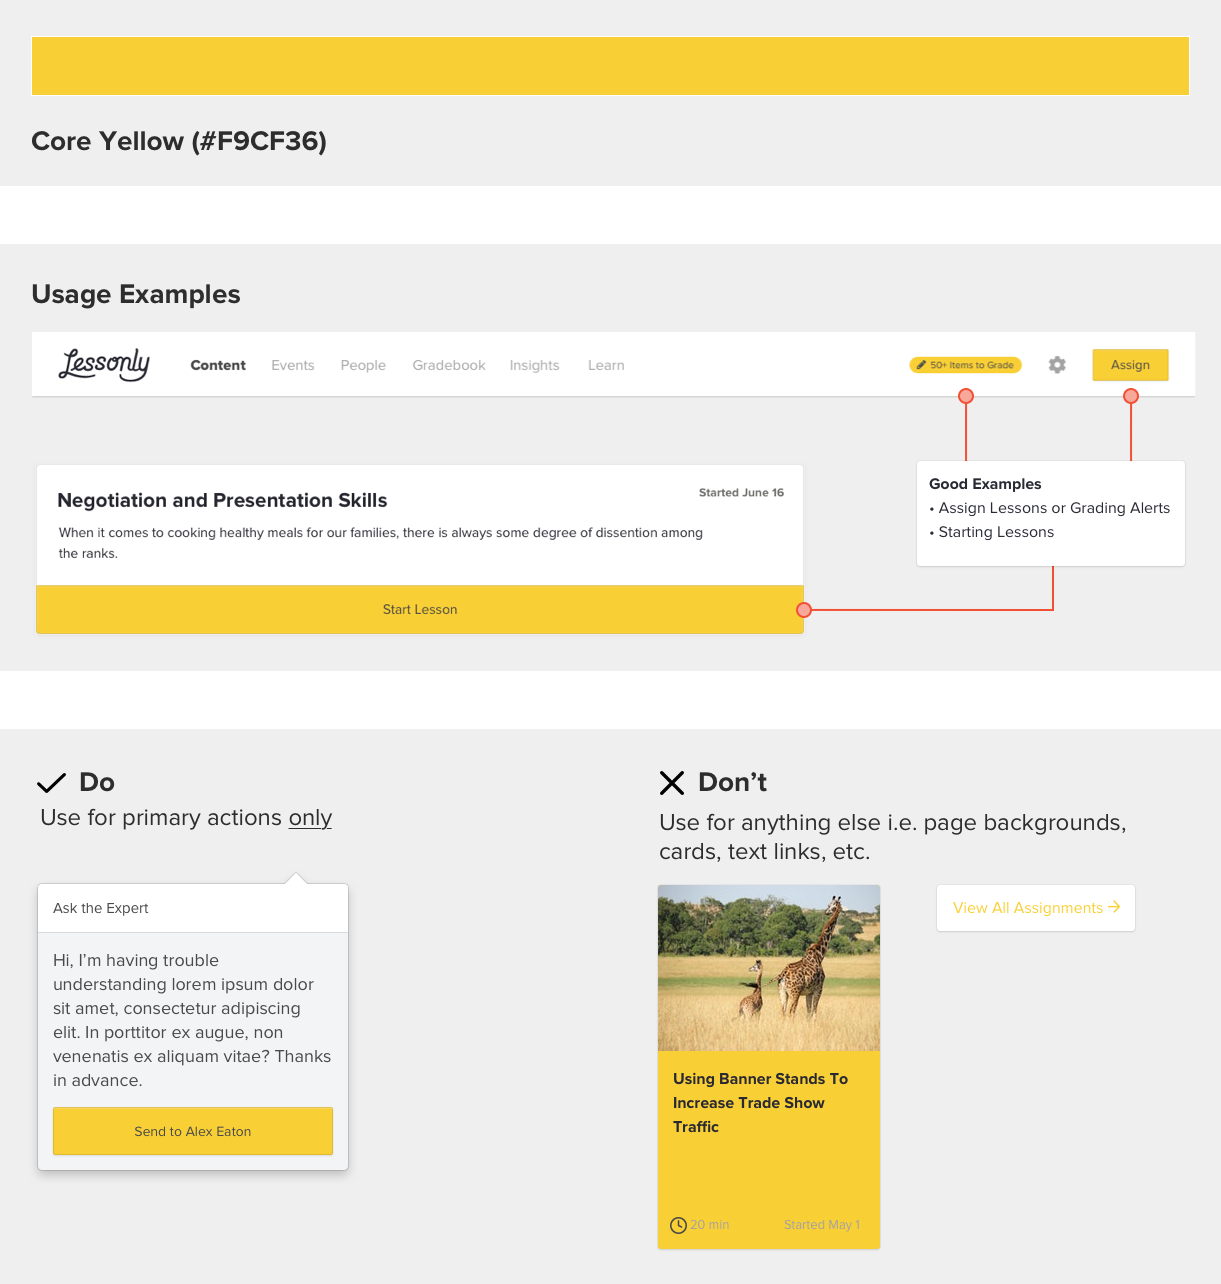 Core Yellow (#F9CF36)
Usage Examples
Lessonly Content Events People Gradebook Insights Learn 50+ Items to Grade Assign
Negotiation and Presentation Skills
Started June 16
When it comes to cooking healthy meals for our families, there is always some degree of dissention among
the ranks.
Start Lesson
Good Examples
• Assign Lessons or Grading Alerts
• Starting Lessons
Do
Use for primary actions only
Ask the Expert
Hi, I’m having trouble
understanding lorem ipsum dolor
sit amet, consectetur adipiscing
elit. In porttitor ex augue, non
venenatis ex aliquam vitae? Thanks
in advance.
Send to Alex Eaton
Don’t
Use for anything else i.e. page backgrounds,
cards, text links, etc.
Using Banner Stands To
Increase Trade Show
Traffic
20 min
Started May 1
View All Assignments →